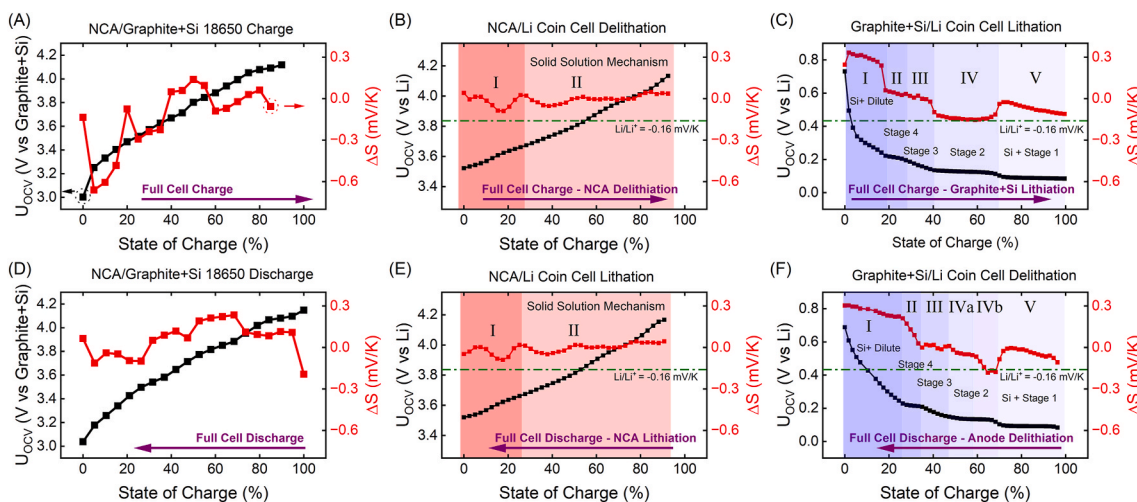 (A)
NCA/Graphite+Si 18650 Charge
U_OCV (V vs Graphite+Si)
4.2
4.0
3.8
3.6
3.4
3.2
3.0
0.3
0.0
-0.3
-0.6
ΔS (mV/K)
Full Cell Charge
0 20 40 60 80 100
State of Charge (%)
(B)
NCA/Li Coin Cell Delithation
U_OCV (V vs Li)
4.2
4.0
3.8
3.6
3.4
Solid Solution Mechanism
I
II
Li/Li⁺ = -0.16 mV/K
0.3
0.0
-0.3
-0.6
ΔS (mV/K)
Full Cell Charge - NCA Delithiation
0 20 40 60 80 100
State of Charge (%)
(C)
Graphite+Si/Li Coin Cell Lithation
U_OCV (V vs Li)
0.8
0.6
0.4
0.2
0.0
I II III IV V
Si+ Dilute
Li/Li⁺ = -0.16 mV/K
Stage 4
Stage 3
Stage 2
Si + Stage 1
0.3
0.0
-0.3
-0.6
ΔS (mV/K)
Full Cell Charge - Graphite+Si Lithiation
0 20 40 60 80 100
State of Charge (%)
(D)
NCA/Graphite+Si 18650 Discharge
U_OCV (V vs Graphite+Si)
4.2
4.0
3.8
3.6
3.4
3.2
3.0
0.3
0.0
-0.3
-0.6
ΔS (mV/K)
Full Cell Discharge
0 20 40 60 80 100
State of Charge (%)
(E)
NCA/Li Coin Cell Lithation
U_OCV (V vs Li)
4.2
4.0
3.8
3.6
3.4
Solid Solution Mechanism
I
II
Li/Li⁺ = -0.16 mV/K
0.3
0.0
-0.3
-0.6
ΔS (mV/K)
Full Cell Discharge - NCA Lithiation
0 20 40 60 80 100
State of Charge (%)
(F)
Graphite+Si/Li Coin Cell Delithation
U_OCV (V vs Li)
0.8
0.6
0.4
0.2
0.0
I II III IVa IVb V
Si+ Dilute
Stage 4
Li/Li⁺ = -0.16 mV/K
Stage 3
Stage 2
Si + Stage 1
0.3
0.0
-0.3
-0.6
ΔS (mV/K)
Full Cell Discharge - Anode Delithiation
0 20 40 60 80 100
State of Charge (%)